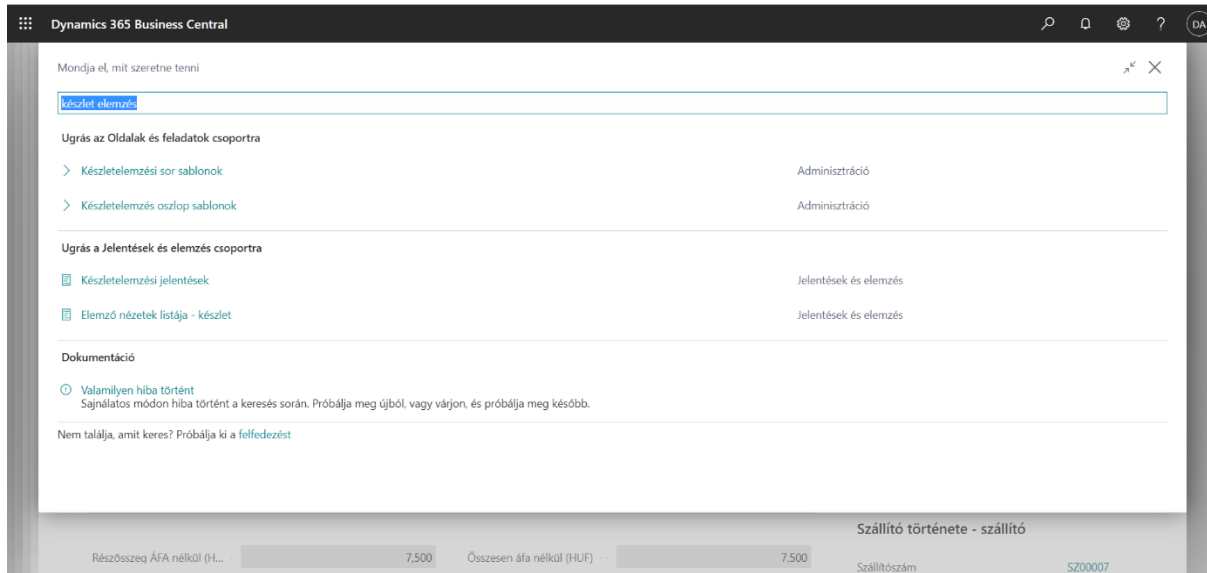 Dynamics 365 Business Central
DA
Mondja el, mit szeretne tenni
készlet elemzés
Ugrás az Oldalak és feladatok csoportra
Készletelemzési sor sablonok Adminisztráció
Készletelemzés oszlop sablonok Adminisztráció
Ugrás a Jelentések és elemzés csoportra
Készletelemzési jelentések Jelentések és elemzés
Elemző nézetek listája - készlet Jelentések és elemzés
Dokumentáció
Valamilyen hiba történt
Sajnálatos módon hiba történt a keresés során. Próbálja meg újból, vagy várjon, és próbálja meg később.
Nem találja, amit keres? Próbálja ki a felfedezést
Szállító története - szállító
Részösszeg ÁFA nélkül (H... 7,500 Összesen áfa nélkül (HUF) 7,500
Szállítószám SZ00007